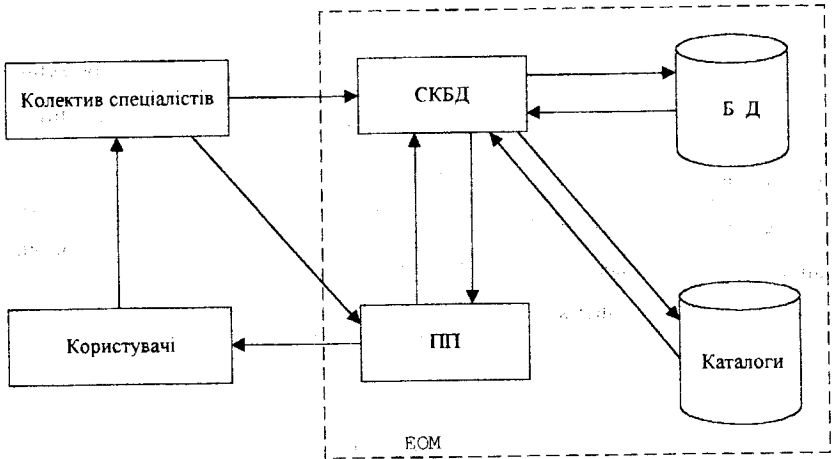 Колектив спеціалістів
СКБД
Б Д
Користувачі
ПП
Каталоги
ЕОМ